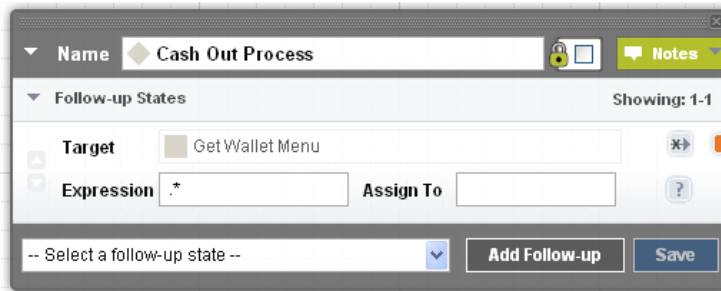 Name Cash Out Process Notes
Follow-up States Showing: 1-1
Target Get Wallet Menu
Expression .* Assign To ?
-- Select a follow-up state -- Add Follow-up Save